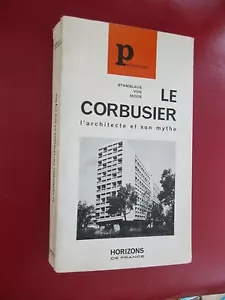 p
STANISLAUS
VON
MOOS
LE
CORBUSIER
l'architecte et son mythe
HORIZONS
DE FRANCE